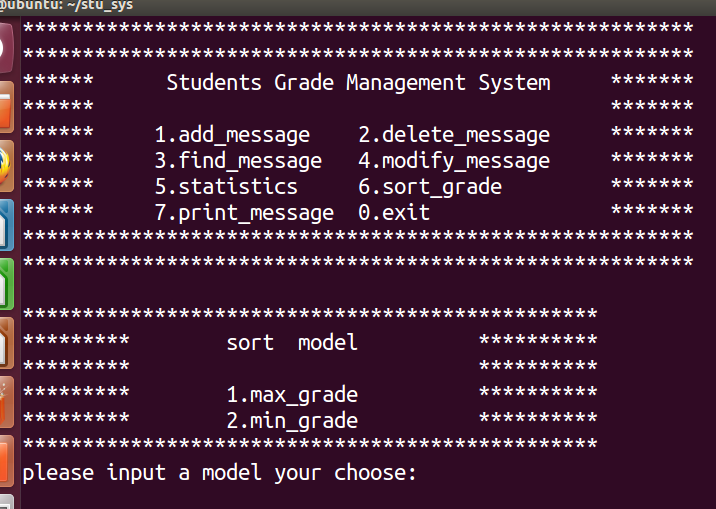 @ubuntu: ~/stu_sys
********************************************************
********************************************************
****** Students Grade Management System *******
****** *******
****** 1.add_message 2.delete_message *******
****** 3.find_message 4.modify_message *******
****** 5.statistics 6.sort_grade *******
****** 7.print_message 0.exit *******
********************************************************
********************************************************
************************************************
********* sort model **********
********* **********
********* 1.max_grade **********
********* 2.min_grade **********
************************************************
please input a model your choose: